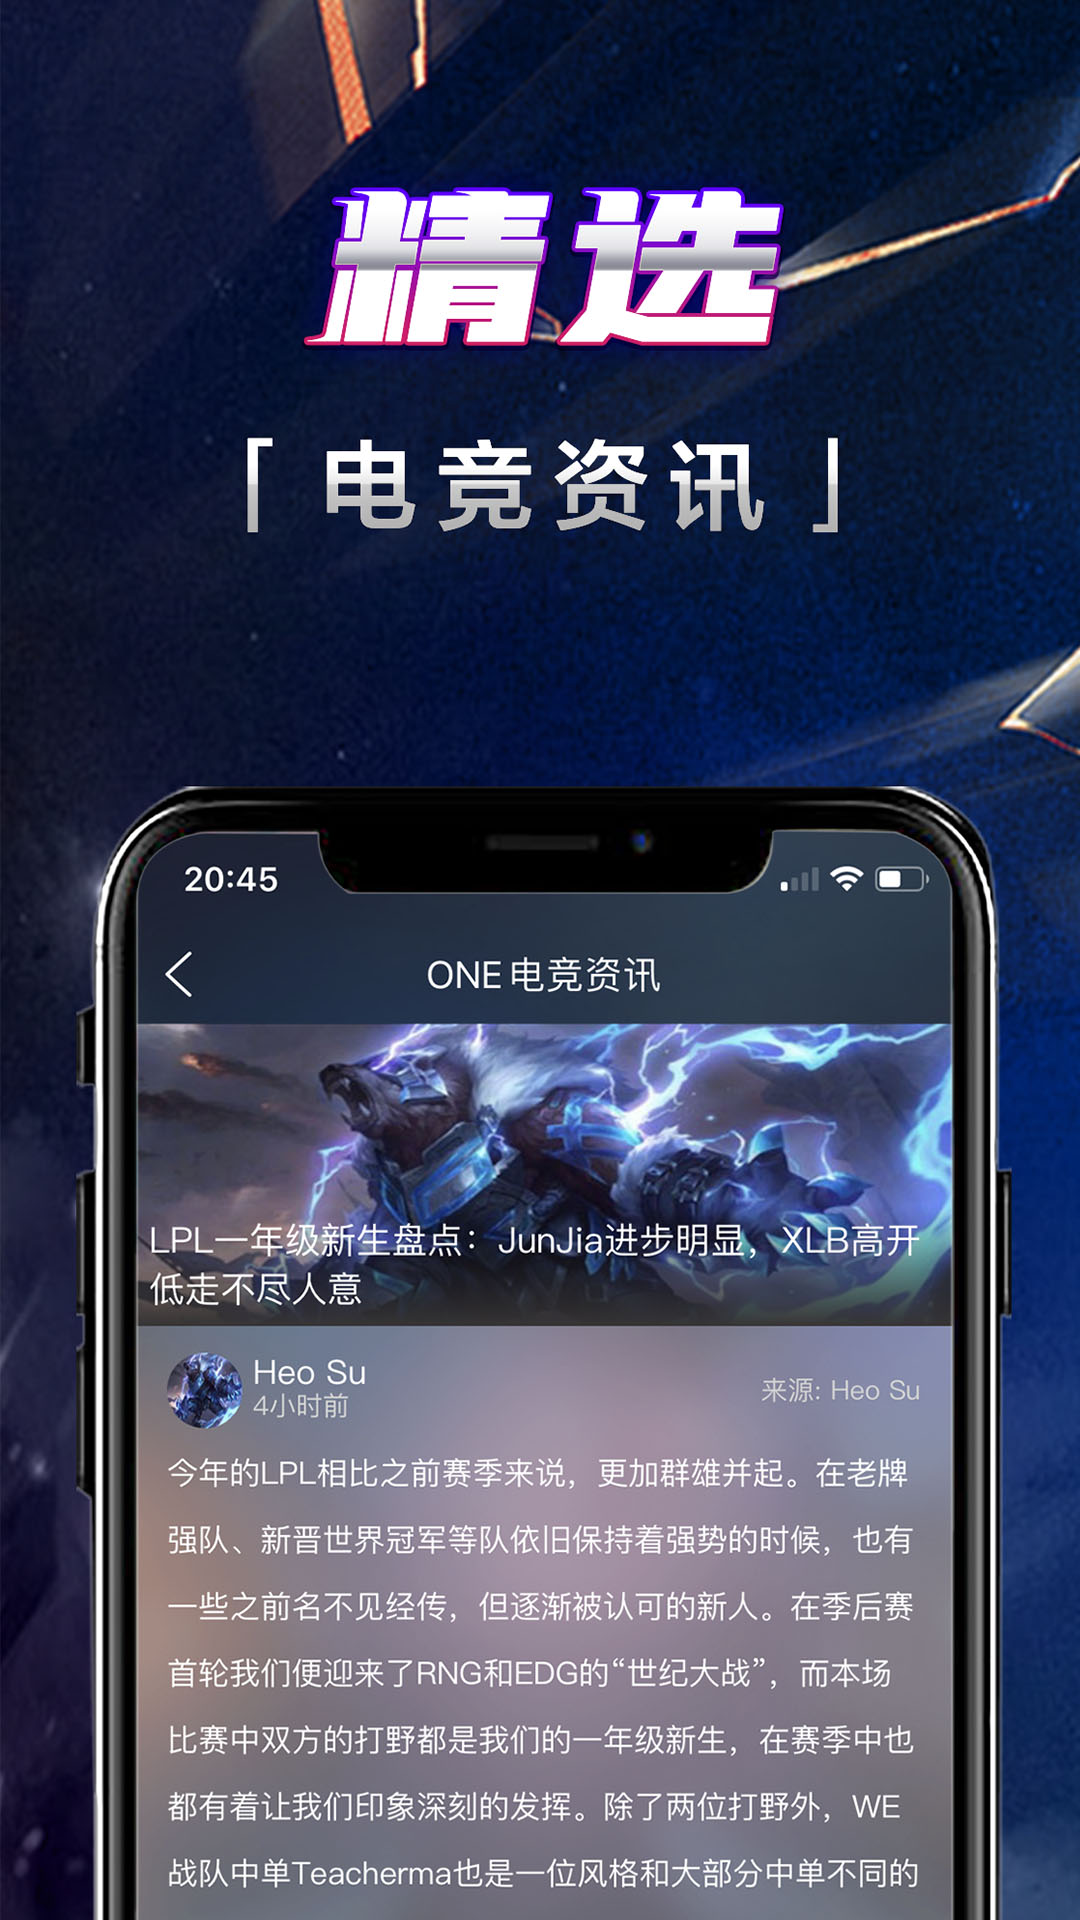 精选
「电竞资讯」
20:45
ONE电竞资讯
LPL一年级新生盘点：JunJia进步明显，XLB高开
低走不尽人意
Heo Su
4小时前
来源: Heo Su
今年的LPL相比之前赛季来说，更加群雄并起。在老牌
强队、新晋世界冠军等队依旧保持着强势的时候，也有
一些之前名不见经传，但逐渐被认可的新人。在季后赛
首轮我们便迎来了RNG和EDG的“世纪大战”，而本场
比赛中双方的打野都是我们的一年级新生，在赛季中也
都有着让我们印象深刻的发挥。除了两位打野外，WE
战队中单Teacherma也是一位风格和大部分中单不同的